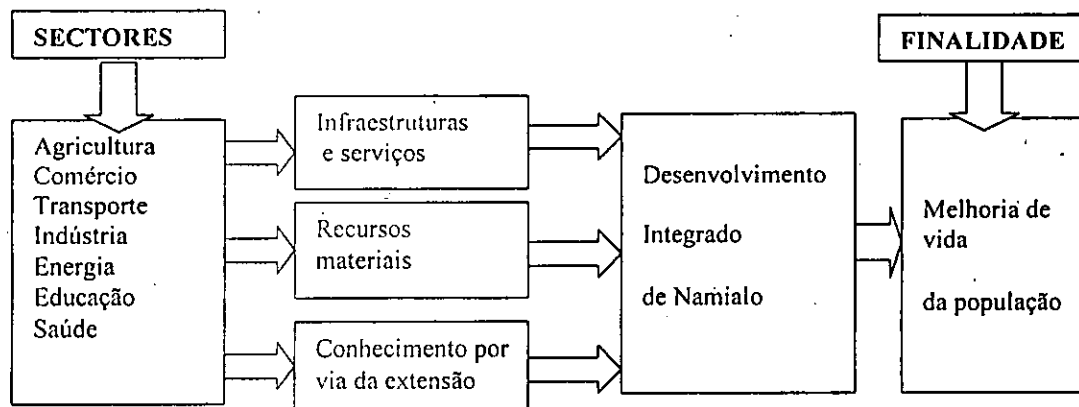 SECTORES
FINALIDADE
Agricultura
Comércio
Transporte
Indústria
Energia
Educação
Saúde
Infraestruturas
e serviços
Recursos
materiais
Conhecimento por
via da extensão
Desenvolvimento
Integrado
de Namialo
Melhoria de
vida
da população